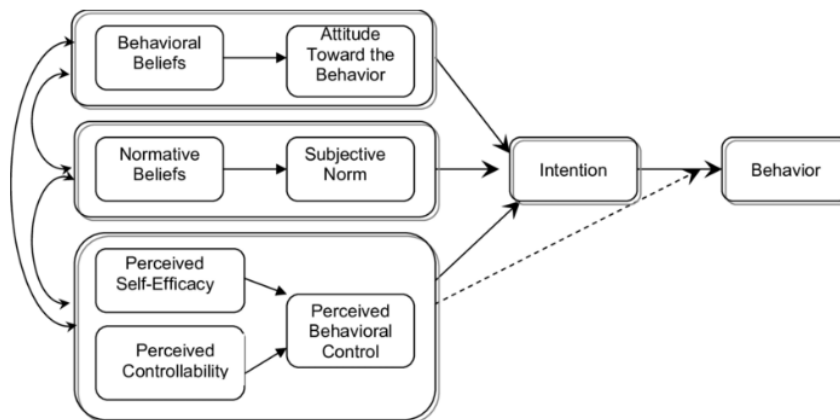 Behavioral
Beliefs
Attitude
Toward the
Behavior
Normative
Beliefs
Subjective
Norm
Intention
Behavior
Perceived
Self-Efficacy
Perceived
Behavioral
Control
Perceived
Controllability